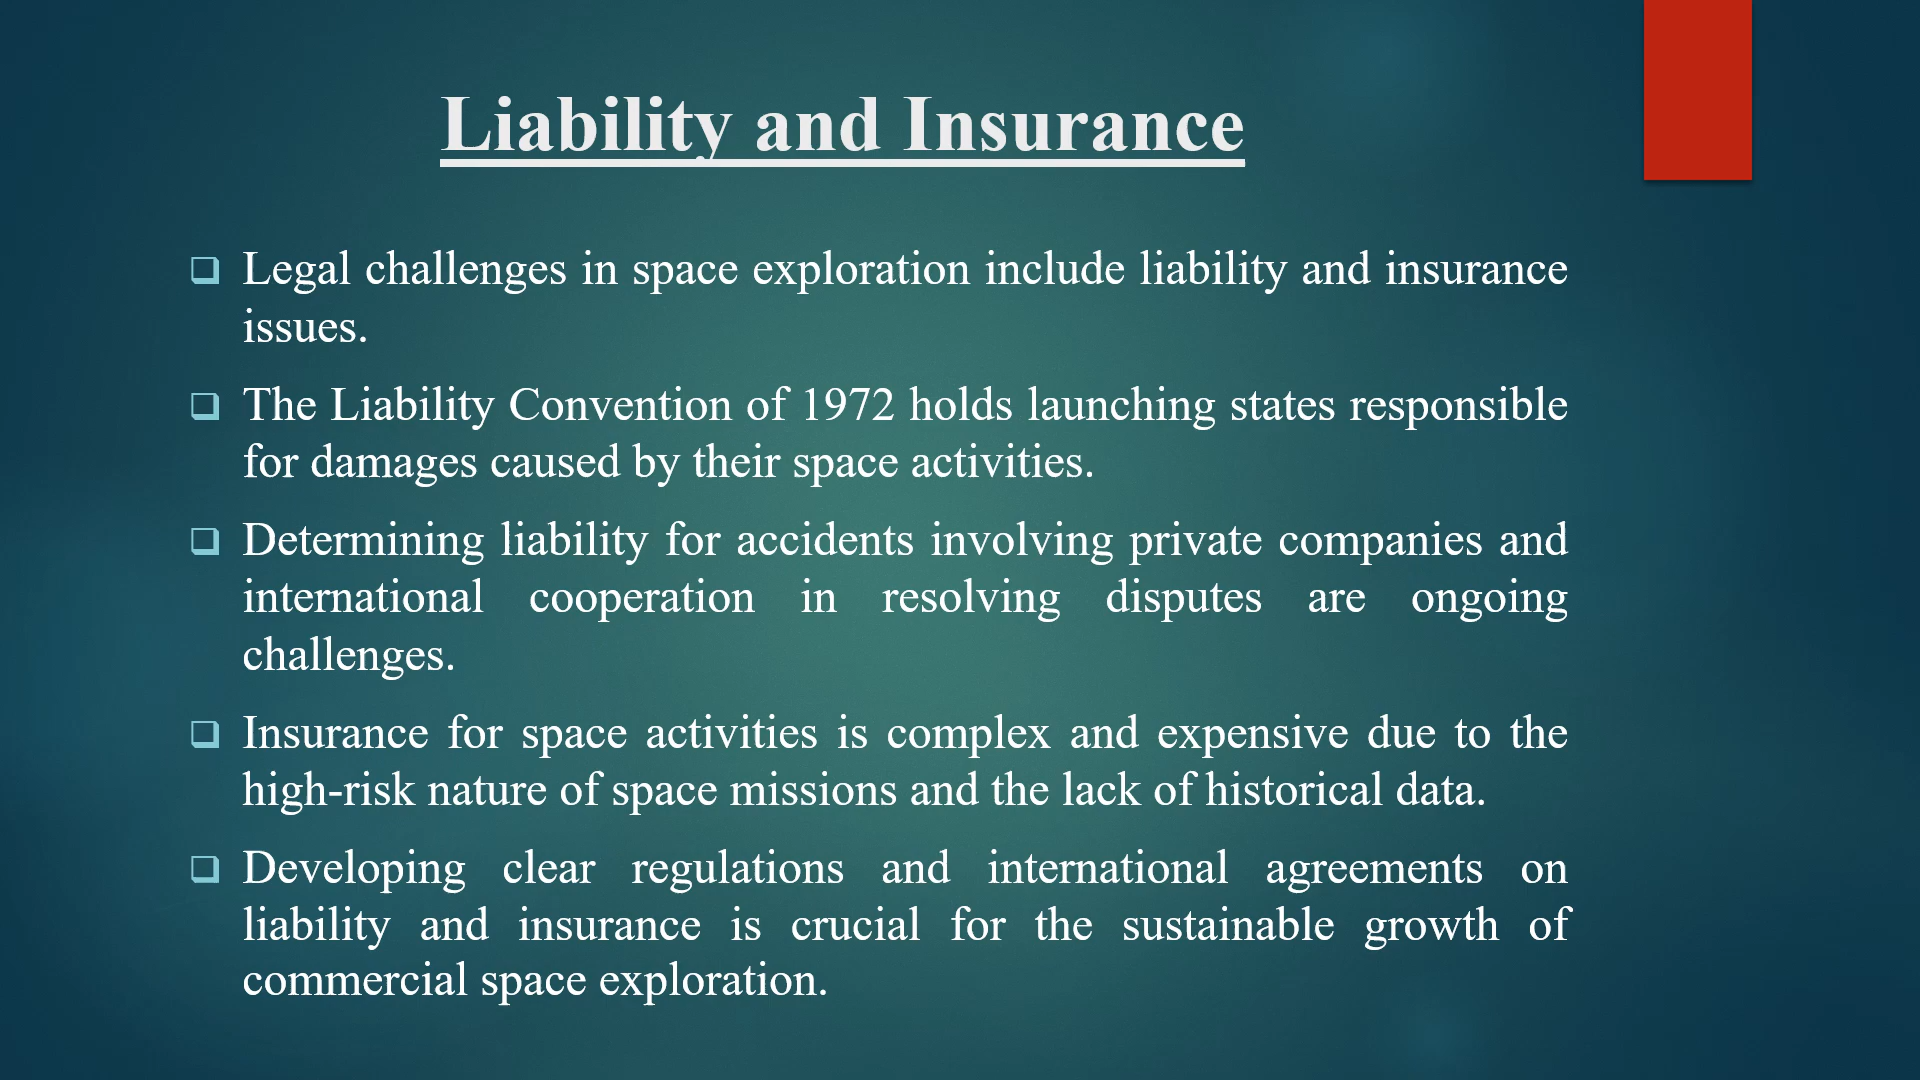 Liability and Insurance
Legal challenges in space exploration include liability and insurance
issues.
The Liability Convention of 1972 holds launching states responsible
for damages caused by their space activities.
Determining liability for accidents involving private companies and
international cooperation in resolving disputes are ongoing
challenges.
Insurance for space activities is complex and expensive due to the
high-risk nature of space missions and the lack of historical data.
Developing clear regulations and international agreements on
liability and insurance is crucial for the sustainable growth of
commercial space exploration.